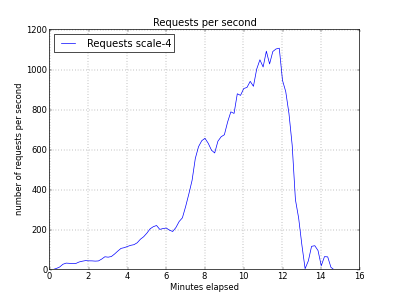 Requests per second
Requests scale-4
number of requests per second
1200
1000
800
600
400
200
0
0 2 4 6 8 10 12 14 16
Minutes elapsed